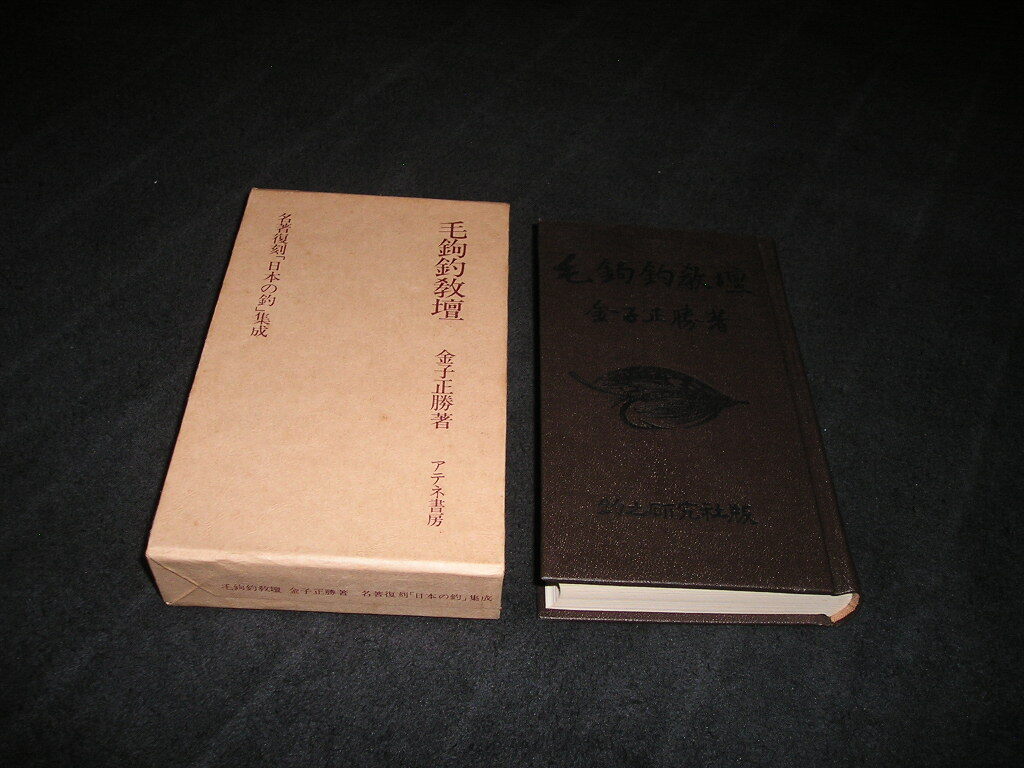 毛鉤釣教壇 金子正勝著 アテネ書房
名著復刻「日本の釣」集成
毛鉤釣教壇 金子正勝著 名著復刻「日本の釣」集成
毛鉤釣教壇
金子正勝著
釣之研究社版